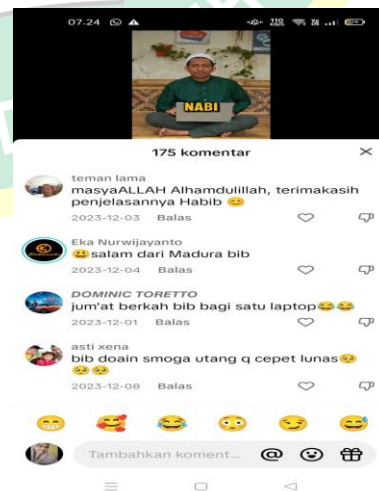 07.24
NABI
175 komentar
teman lama
masyaALLAH Alhamdulillah, terimakasih
penjelasannya Habib 😊
2023-12-03 Balas
Eka Nurwijayanto
😃salam dari Madura bib
2023-12-04 Balas
DOMINIC TORETTO
jum'at berkah bib bagi satu laptop😂😂
2023-12-01 Balas
asti xena
bib doain smoga utang q cepet lunas🥺
🥺🥺
2023-12-08 Balas
Tambahkan koment...